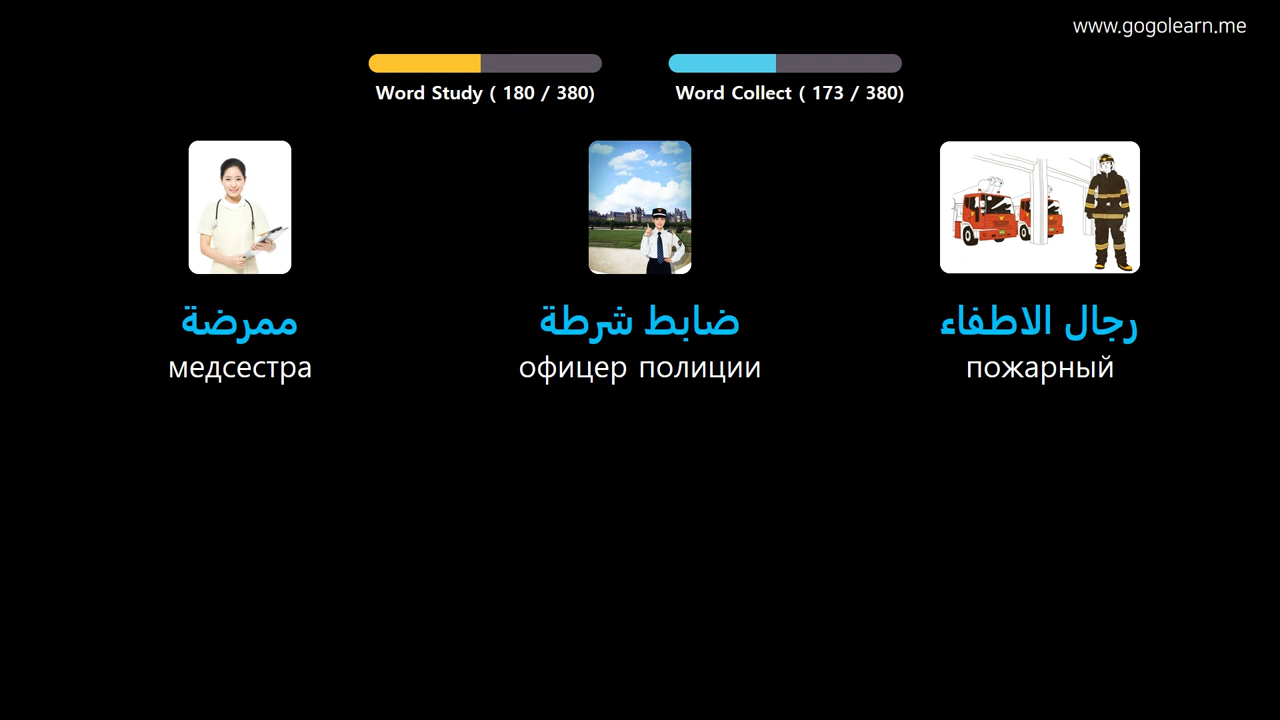 www.gogolearn.me
Word Study ( 180 / 380)
Word Collect ( 173 / 380)
ممرضة
медсестра
ضابط شرطة
офицер полиции
رجال الاطفاء
пожарный